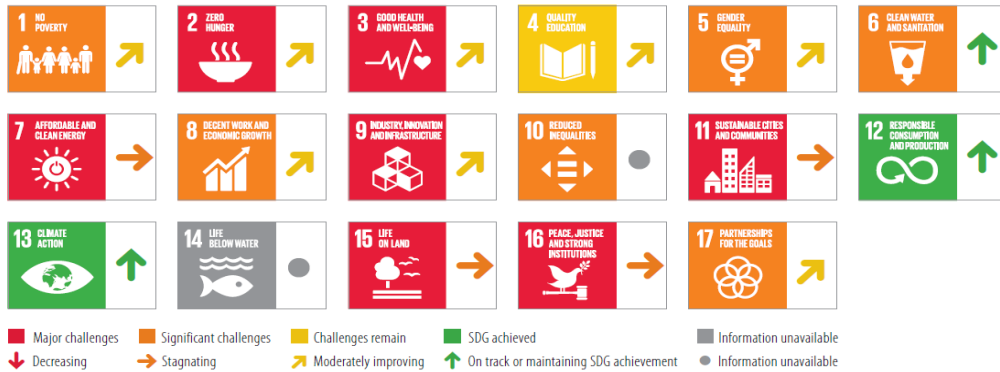 1 NO
POVERTY
2 ZERO
HUNGER
3 GOOD HEALTH
AND WELL-BEING
4 QUALITY
EDUCATION
5 GENDER
EQUALITY
6 CLEAN WATER
AND SANITATION
7 AFFORDABLE AND
CLEAN ENERGY
8 DECENT WORK AND
ECONOMIC GROWTH
9 INDUSTRY, INNOVATION
AND INFRASTRUCTURE
10 REDUCED
INEQUALITIES
11 SUSTAINABLE CITIES
AND COMMUNITIES
12 RESPONSIBLE
CONSUMPTION
AND PRODUCTION
13 CLIMATE
ACTION
14 LIFE
BELOW WATER
15 LIFE
ON LAND
16 PEACE, JUSTICE
AND STRONG
INSTITUTIONS
17 PARTNERSHIPS
FOR THE GOALS
Major challenges Significant challenges Challenges remain SDG achieved Information unavailable
Decreasing Stagnating Moderately improving On track or maintaining SDG achievement Information unavailable